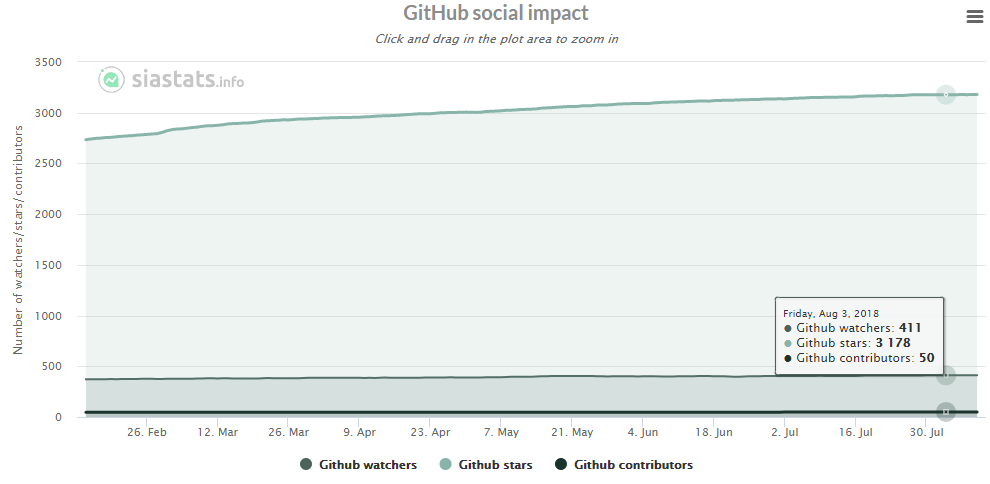 GitHub social impact
Click and drag in the plot area to zoom in
siastats.info
Number of watchers/stars/contributors
3500
3000
2500
2000
1500
1000
500
0
Friday, Aug 3, 2018
Github watchers: 411
Github stars: 3 178
Github contributors: 50
26. Feb 12. Mar 26. Mar 9. Apr 23. Apr 7. May 21. May 4. Jun 18. Jun 2. Jul 16. Jul 30. Jul
Github watchers Github stars Github contributors